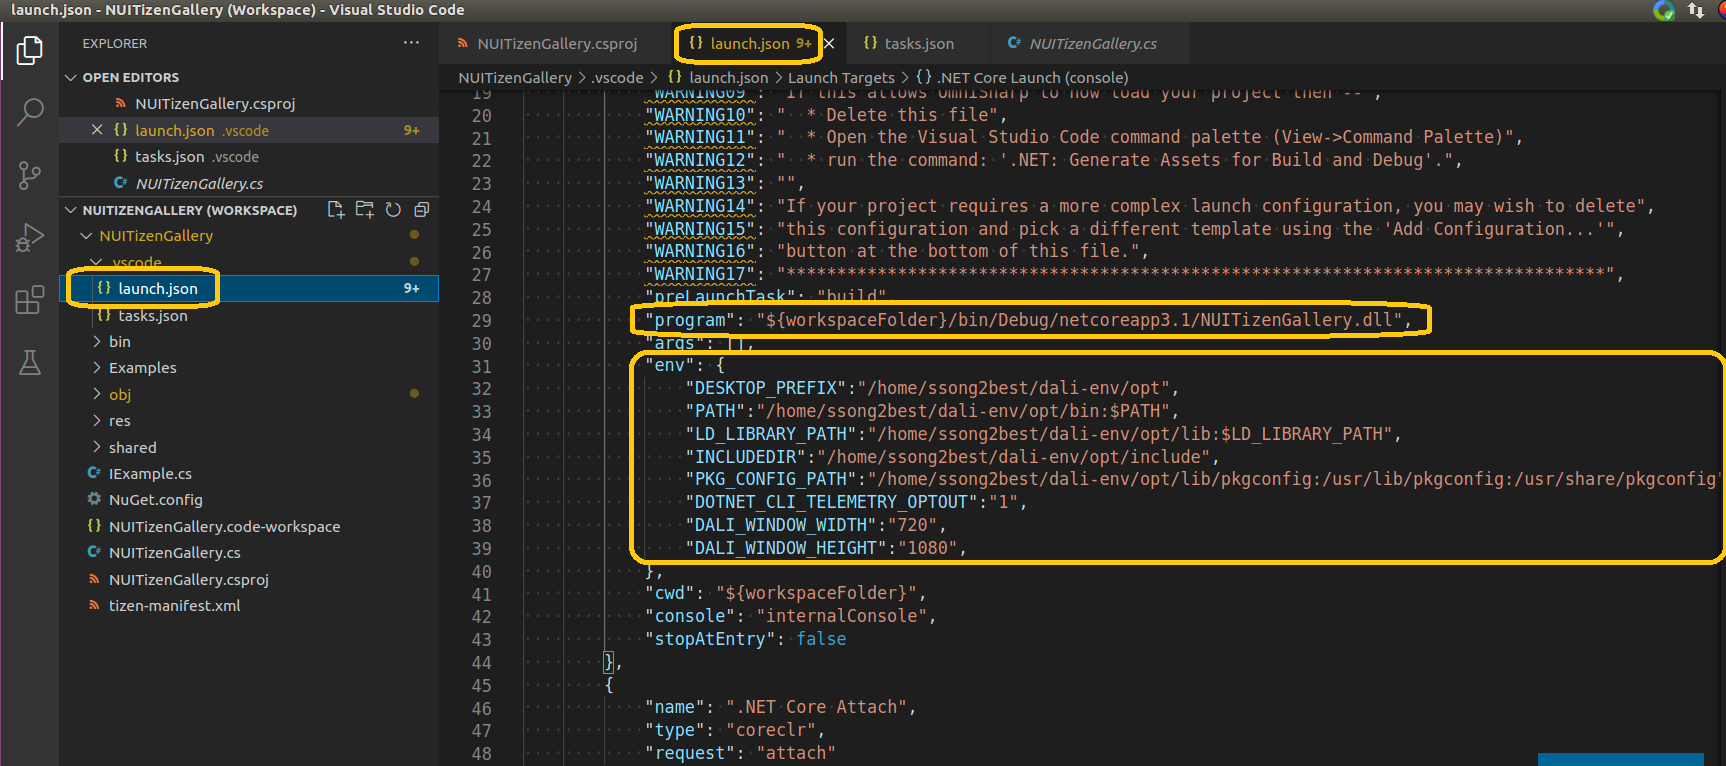 launch.json - NUITizenGallery (Workspace) - Visual Studio Code
EXPLORER
OPEN EDITORS
NUITizenGallery.csproj
launch.json .vscode 9+
tasks.json .vscode
NUITizenGallery.cs
NUITIZENGALLERY (WORKSPACE)
NUITizenGallery
.vscode
launch.json 9+
tasks.json
bin
Examples
obj
res
shared
IExample.cs
NuGet.config
NUITizenGallery.code-workspace
NUITizenGallery.cs
NUITizenGallery.csproj
tizen-manifest.xml
NUITizenGallery.csproj launch.json 9+ tasks.json NUITizenGallery.cs
NUITizenGallery > .vscode > {} launch.json > Launch Targets > {} .NET Core Launch (console)
19 "WARNING09": "If this allows OmniSharp to now load your project then --",
20 "WARNING10": "  * Delete this file",
21 "WARNING11": "  * Open the Visual Studio Code command palette (View->Command Palette)",
22 "WARNING12": "  * run the command: '.NET: Generate Assets for Build and Debug'.",
23 "WARNING13": "",
24 "WARNING14": "If your project requires a more complex launch configuration, you may wish to delete",
25 "WARNING15": "this configuration and pick a different template using the 'Add Configuration...'",
26 "WARNING16": "button at the bottom of this file.",
27 "WARNING17": "*********************************************************************************",
28 "preLaunchTask": "build",
29 "program": "${workspaceFolder}/bin/Debug/netcoreapp3.1/NUITizenGallery.dll",
30 "args": [],
31 "env": {
32 "DESKTOP_PREFIX":"/home/ssong2best/dali-env/opt",
33 "PATH":"/home/ssong2best/dali-env/opt/bin:$PATH",
34 "LD_LIBRARY_PATH":"/home/ssong2best/dali-env/opt/lib:$LD_LIBRARY_PATH",
35 "INCLUDEDIR":"/home/ssong2best/dali-env/opt/include",
36 "PKG_CONFIG_PATH":"/home/ssong2best/dali-env/opt/lib/pkgconfig:/usr/lib/pkgconfig:/usr/share/pkgconfig"
37 "DOTNET_CLI_TELEMETRY_OPTOUT":"1",
38 "DALI_WINDOW_WIDTH":"720",
39 "DALI_WINDOW_HEIGHT":"1080",
40 },
41 "cwd": "${workspaceFolder}",
42 "console": "internalConsole",
43 "stopAtEntry": false
44 },
45 {
46 "name": ".NET Core Attach",
47 "type": "coreclr",
48 "request": "attach"